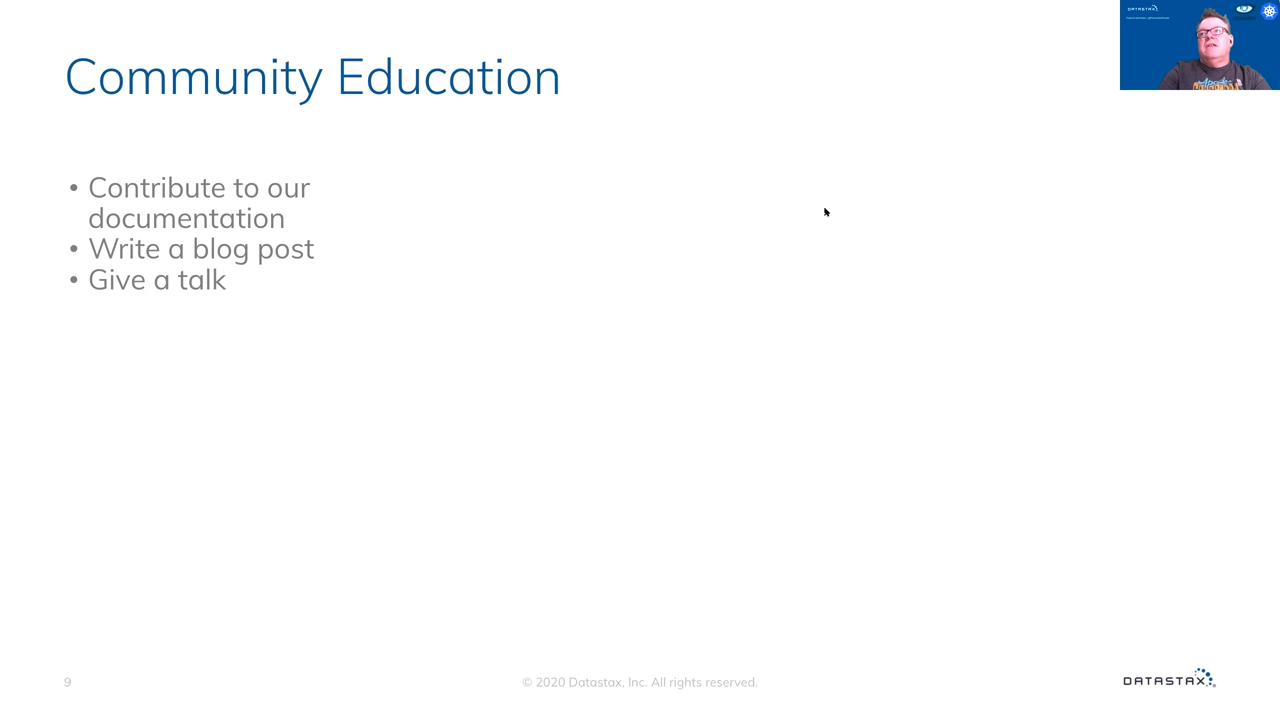 Community Education
DATASTAX
• Contribute to our
documentation
• Write a blog post
• Give a talk
9
© 2020 Datastax, Inc. All rights reserved.
DATASTAX